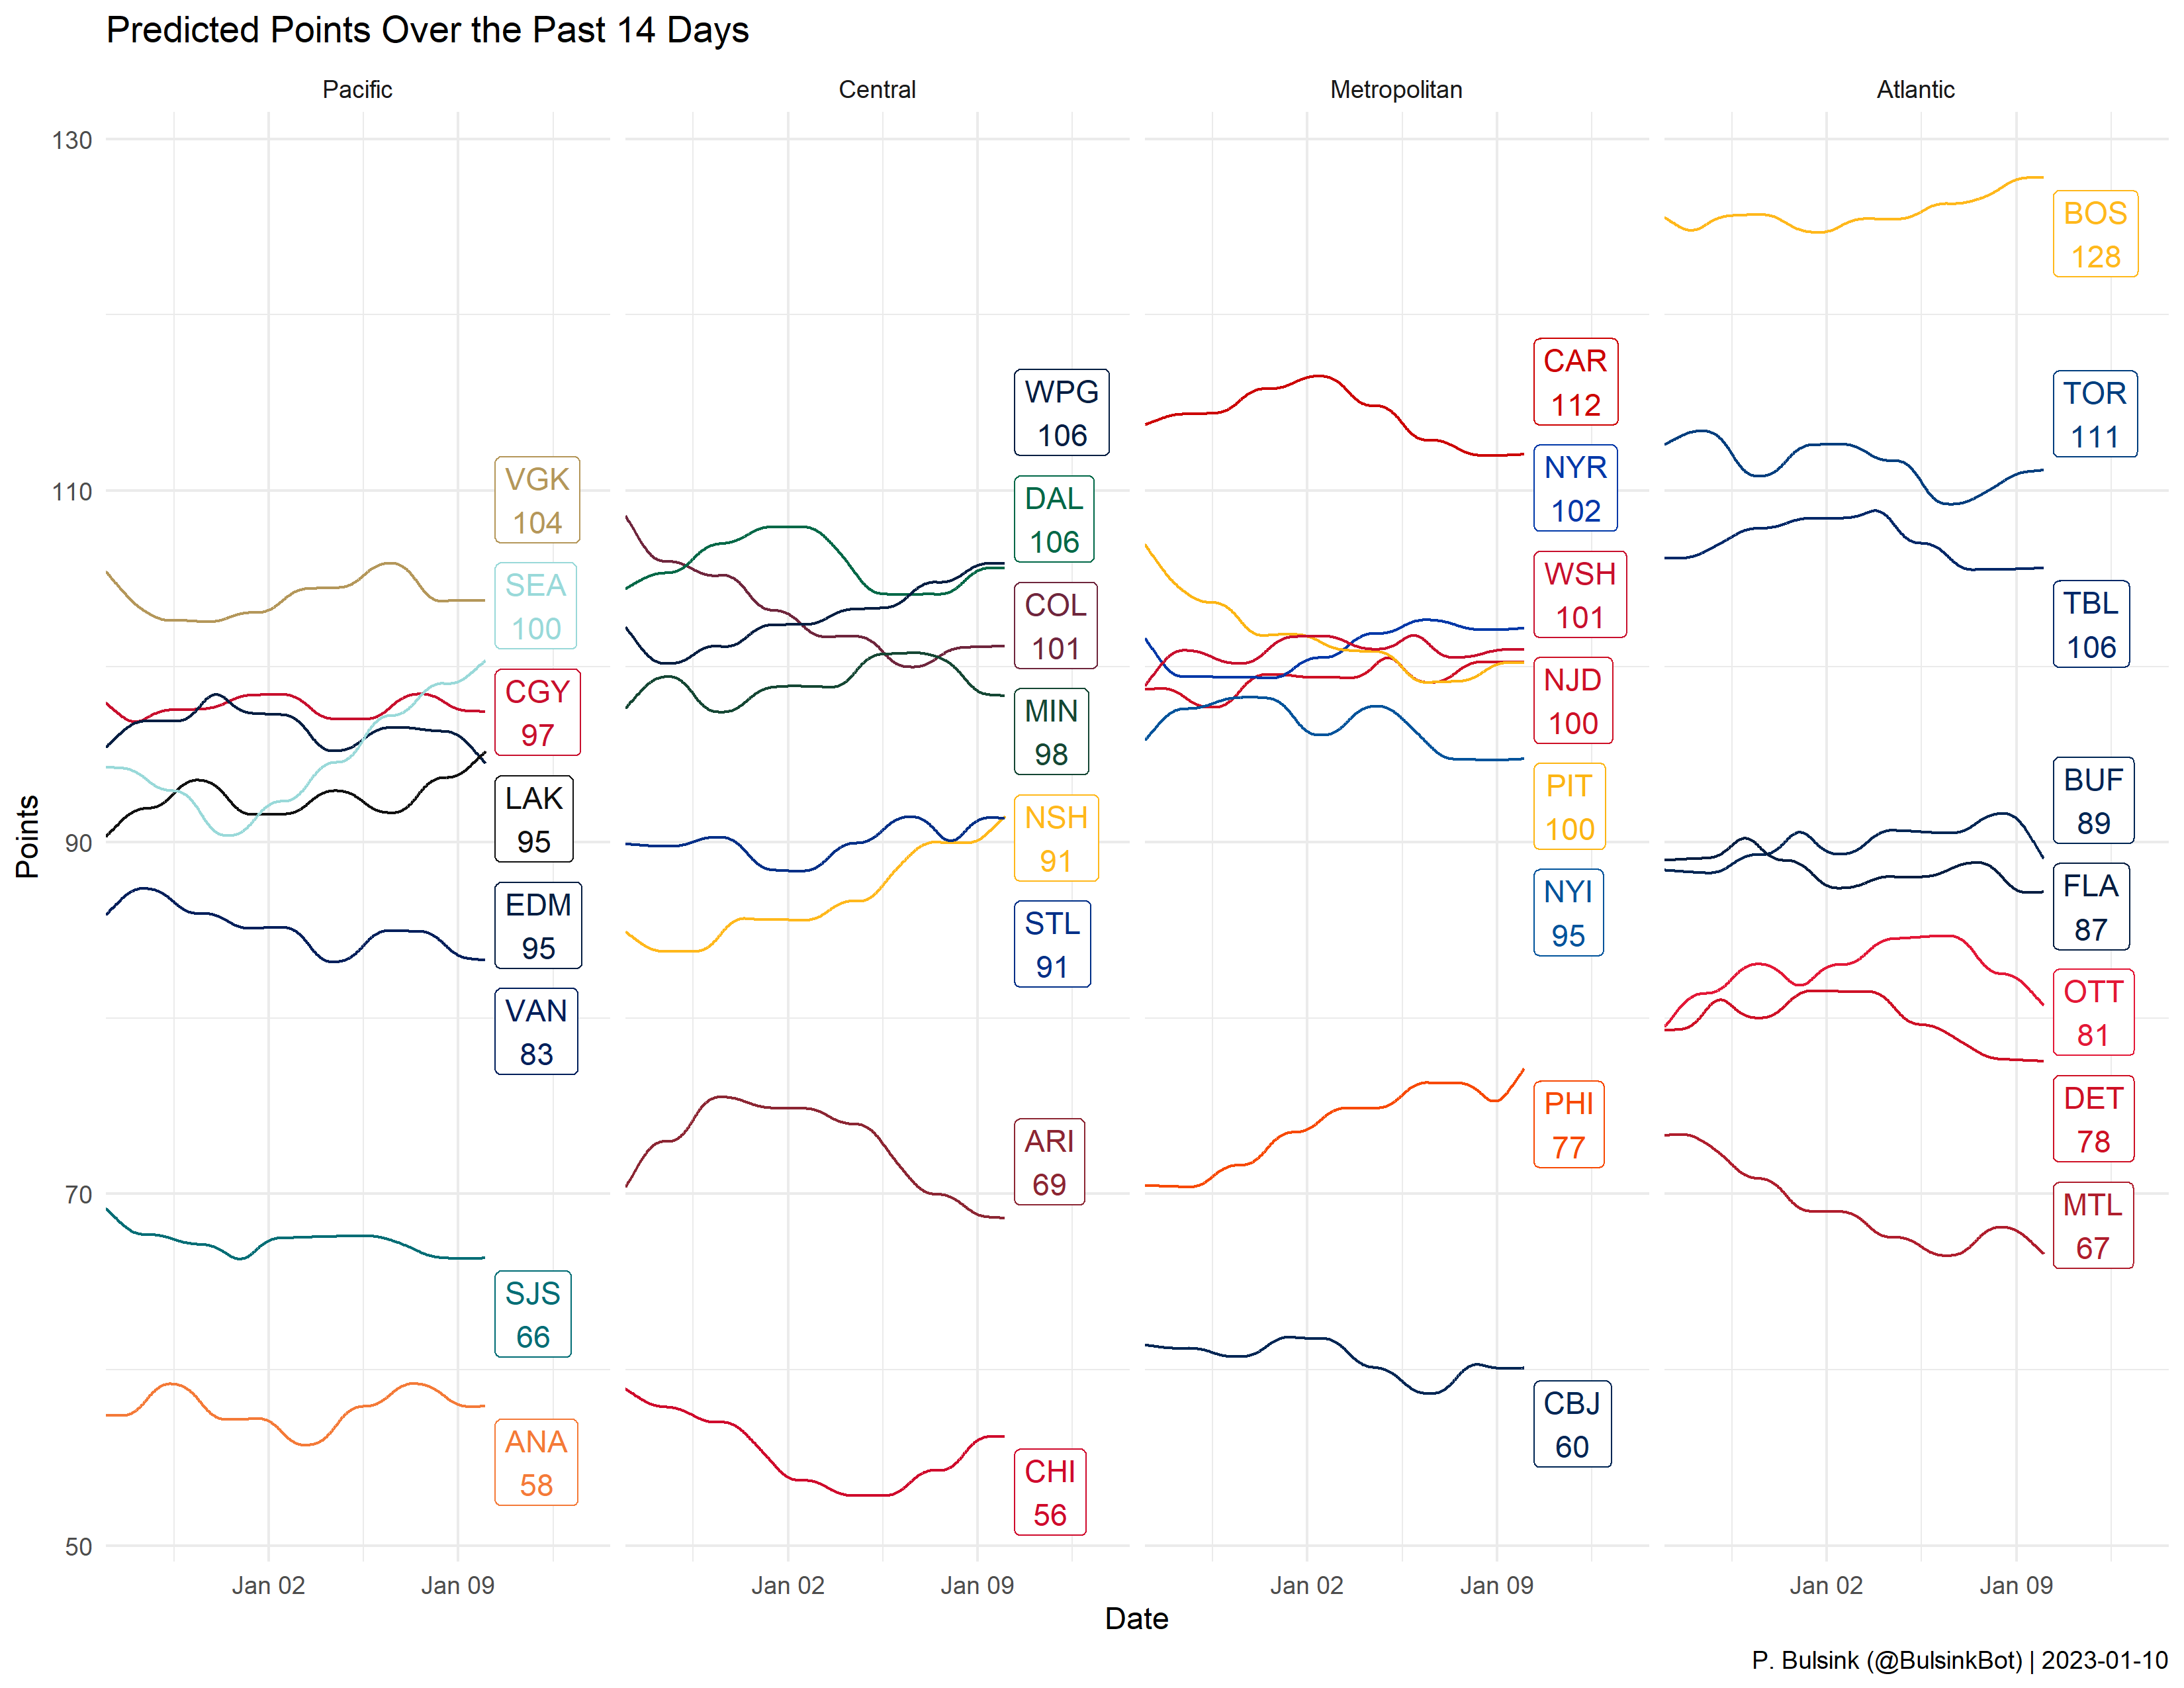 Predicted Points Over the Past 14 Days
Pacific
Central
Metropolitan
Atlantic
Points
130
110
90
70
50
VGK
104
SEA
100
CGY
97
LAK
95
EDM
95
VAN
83
SJS
66
ANA
58
WPG
106
DAL
106
COL
101
MIN
98
NSH
91
STL
91
ARI
69
CHI
56
CAR
112
NYR
102
WSH
101
NJD
100
PIT
100
NYI
95
PHI
77
CBJ
60
BOS
128
TOR
111
TBL
106
BUF
89
FLA
87
OTT
81
DET
78
MTL
67
Jan 02
Jan 09
Jan 02
Jan 09
Jan 02
Jan 09
Jan 02
Jan 09
Date
P. Bulsink (@BulsinkBot) | 2023-01-10